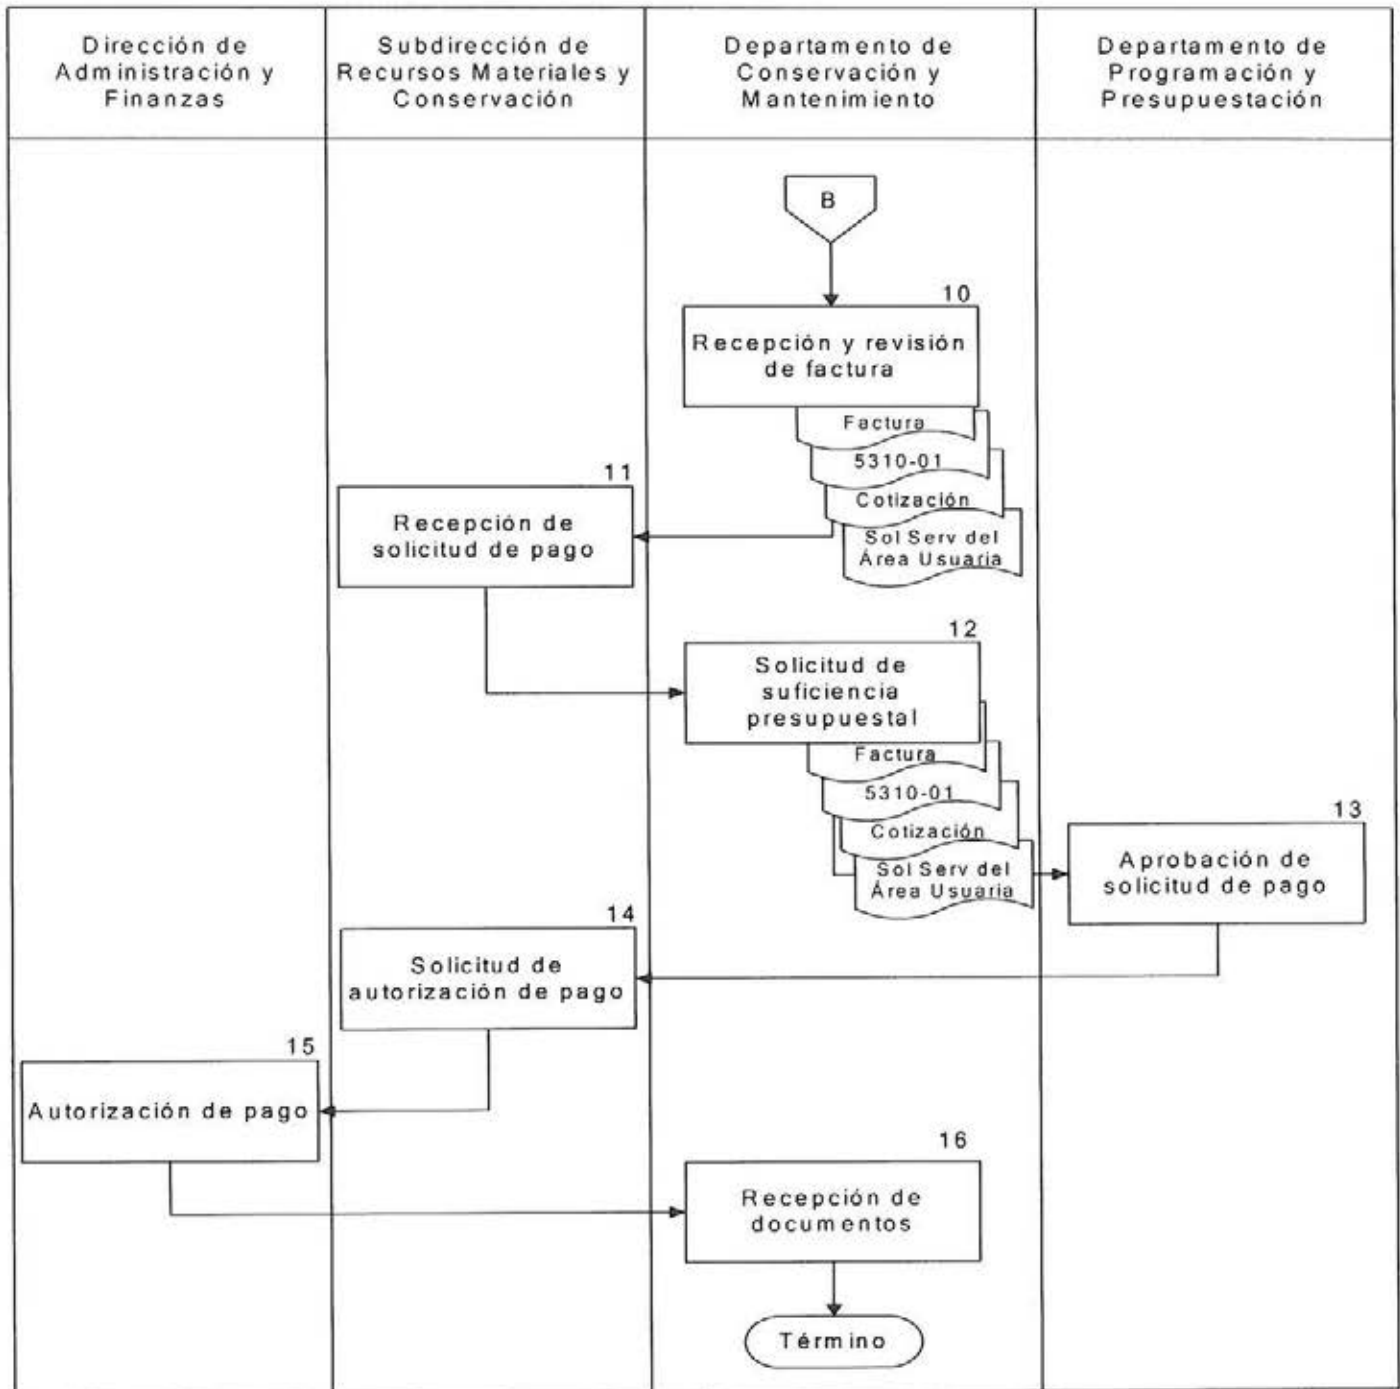 Dirección de
Administración y
Finanzas
Subdirección de
Recursos Materiales y
Conservación
Departamento de
Conservación y
Mantenimiento
Departamento de
Programación y
Presupuestación
B
10
Recepción y revisión
de factura
Factura
5310-01
Cotización
Sol Serv del
Área Usuaria
11
Recepción de
solicitud de pago
12
Solicitud de
suficiencia
presupuestal
Factura
5310-01
Cotización
Sol Serv del
Área Usuaria
13
Aprobación de
solicitud de pago
14
Solicitud de
autorización de pago
15
Autorización de pago
16
Recepción de
documentos
Término